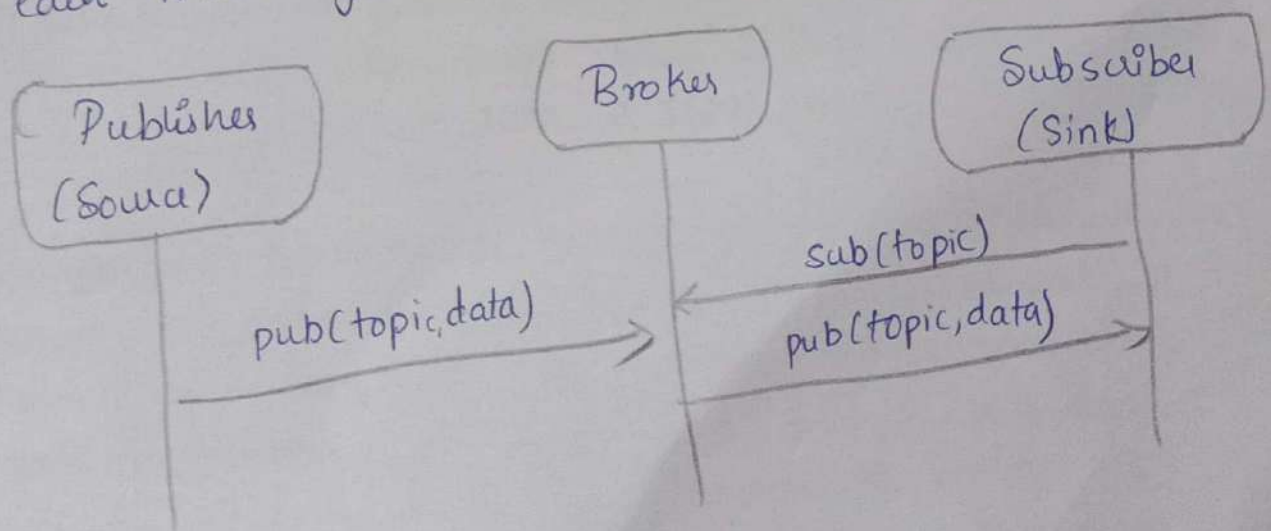 Publisher
(Source)
Broker
Subscriber
(Sink)
sub(topic)
pub(topic,data)
pub(topic,data)